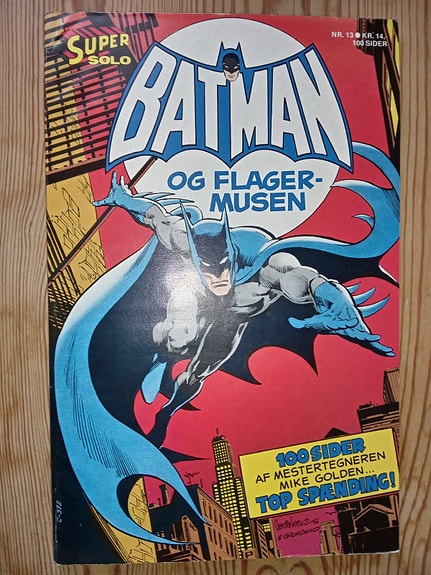 SUPER
SOLO
NR. 13 ● KR. 14,-
100 SIDER
BATMAN
OG FLAGER-
MUSEN
100 SIDER
AF MESTERTEGNEREN
MIKE GOLDEN...
TOP SPÆNDING!